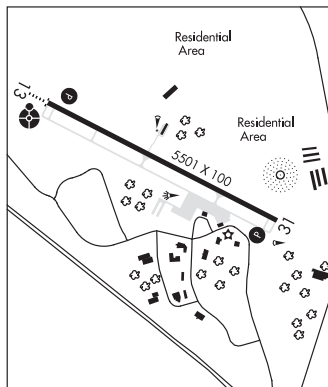 Residential
Area
13
P
Residential
Area
5501 X 100
31
P